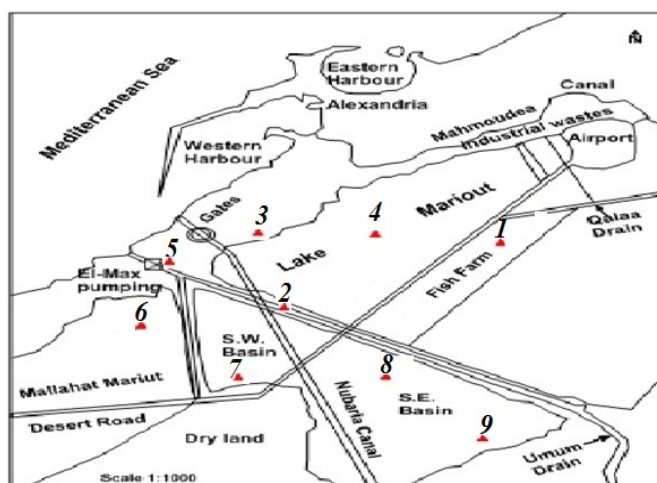 N
Eastern
Harbour
Canal
Alexandria
Mahmoudea
Industrial wastes
Airport
Mediterranean Sea
Western
Harbour
Gates
3
4
Mariout
Qalaa
Drain
1
5
Lake
Fish Farm
El-Max
pumping
2
6
S.W.
Basin
7
8
Mallahat Mariut
S.E.
Basin
Desert Road
Nubaria Canal
9
Dry land
Umum
Drain
Scale 1:1000